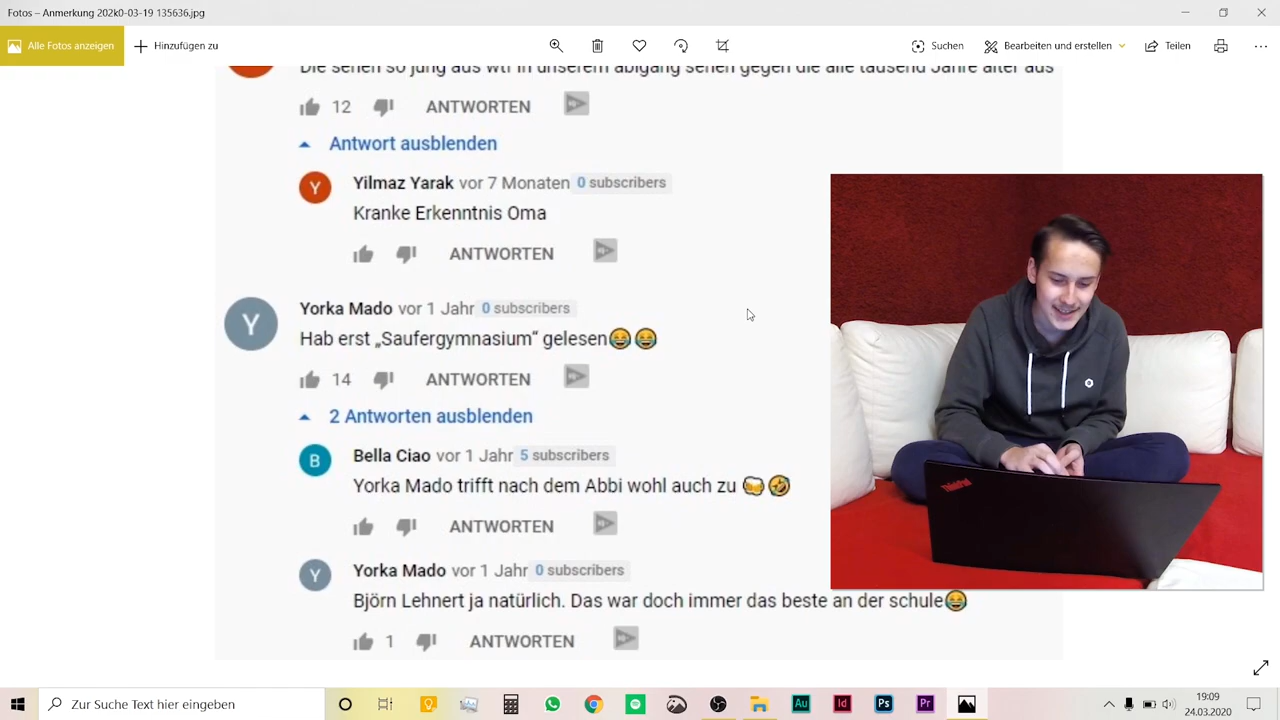 Fotos – Anmerkung 202k0-03-19 135636.jpg
Alle Fotos anzeigen
Hinzufügen zu
Suchen
Bearbeiten und erstellen
Teilen
Die sehen so jung aus wtf in unserem abigang sehen gegen die alle tausend Jahre älter aus
12 ANTWORTEN
Antwort ausblenden
Y
Yilmaz Yarak vor 7 Monaten 0 subscribers
Kranke Erkenntnis Oma
ANTWORTEN
Y
Yorka Mado vor 1 Jahr 0 subscribers
Hab erst „Saufergymnasium“ gelesen😂😂
14 ANTWORTEN
2 Antworten ausblenden
B
Bella Ciao vor 1 Jahr 5 subscribers
Yorka Mado trifft nach dem Abbi wohl auch zu 🍻🤣
ANTWORTEN
Y
Yorka Mado vor 1 Jahr 0 subscribers
Björn Lehnert ja natürlich. Das war doch immer das beste an der schule😂
1 ANTWORTEN
ThinkPad
Zur Suche Text hier eingeben
Au
Id
Ps
Pr
19:09
24.03.2020